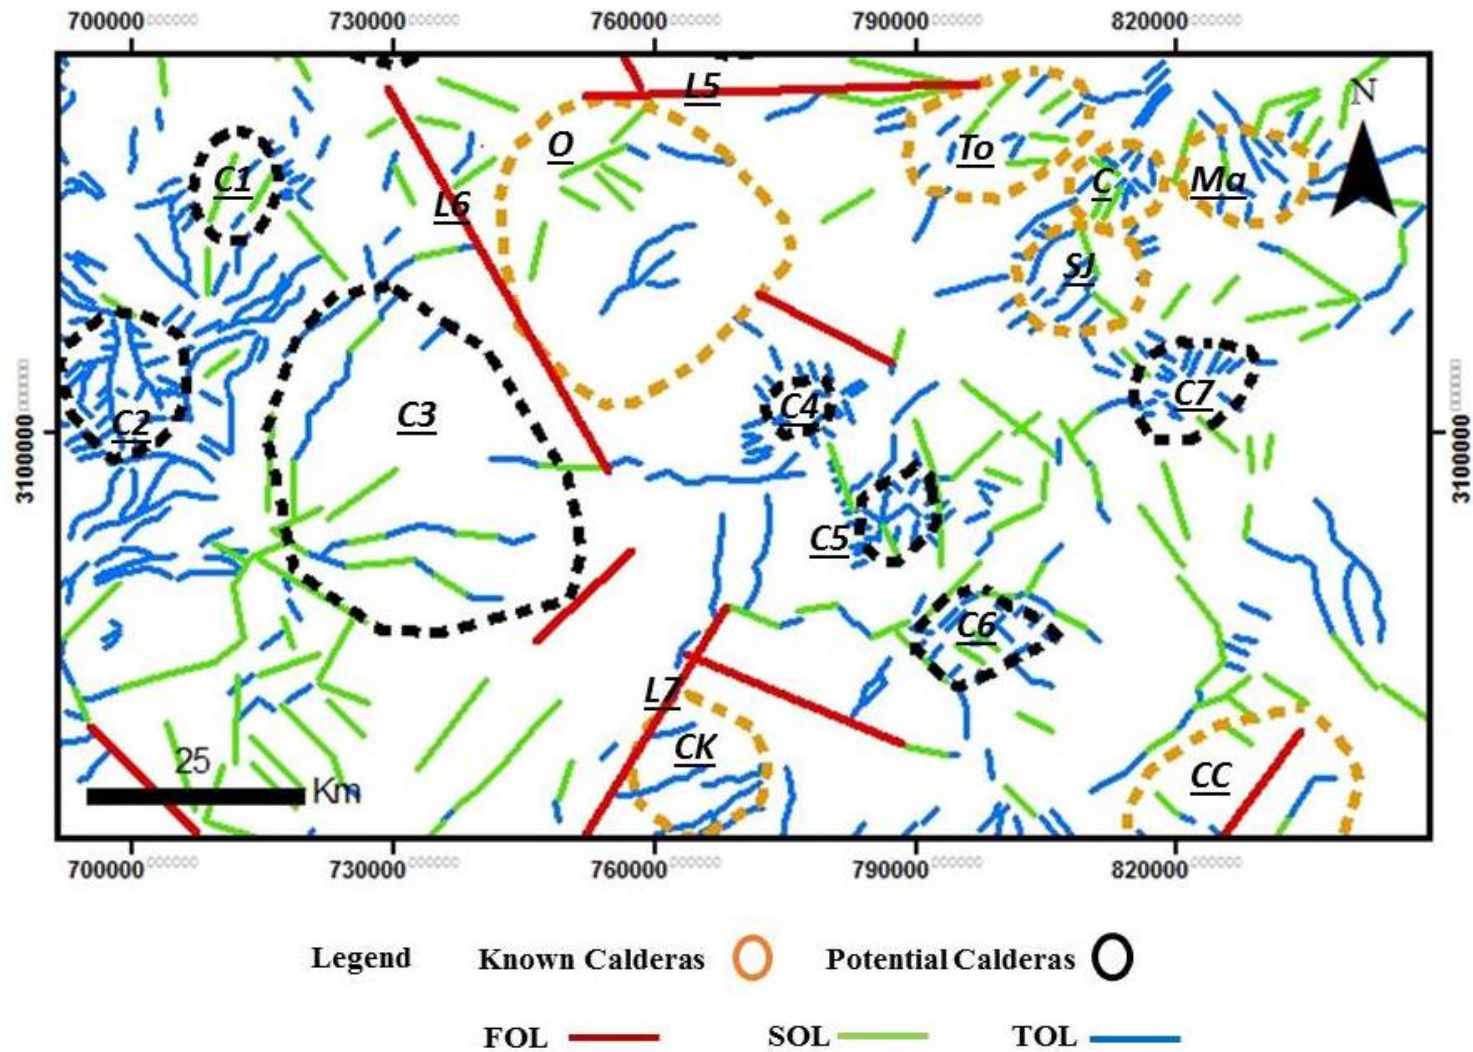 700000 730000 760000 790000 820000
L5
N
O
To
C1
C
Ma
L6
SJ
C3
C4
C7
C2
3100000
3100000
C5
C6
L7
CK
CC
25
Km
700000 730000 760000 790000 820000
Legend Known Calderas Potential Calderas
FOL SOL TOL